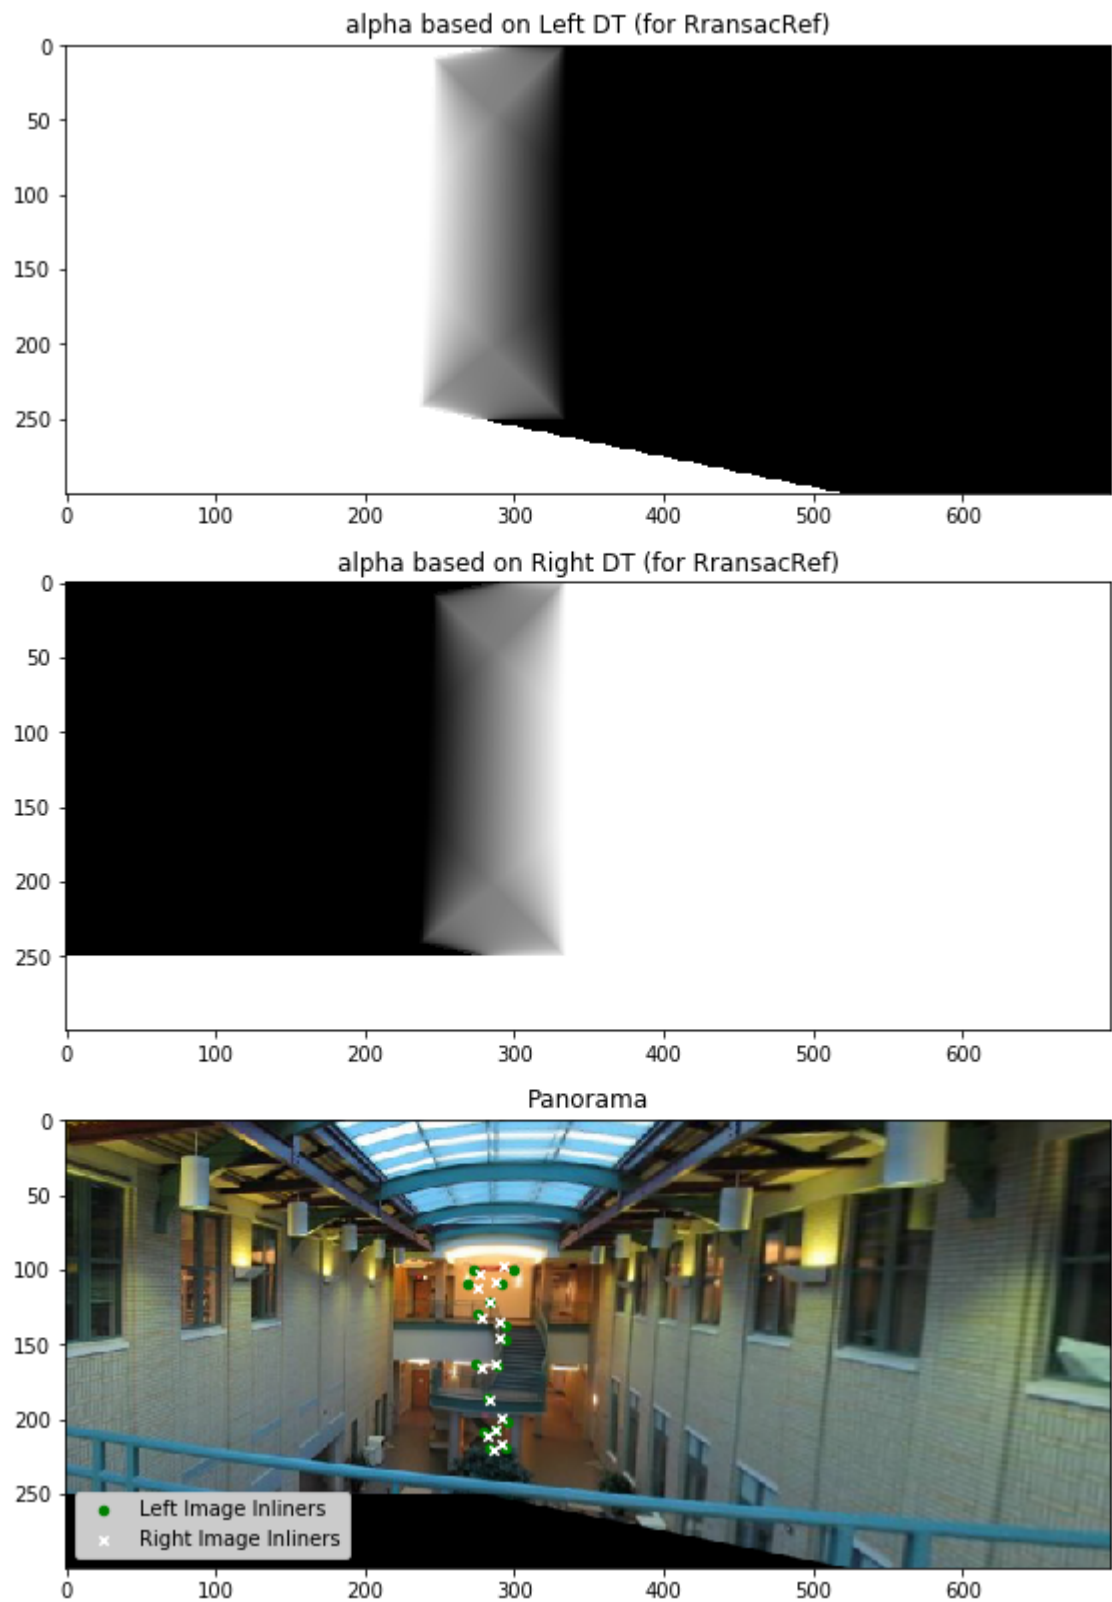 alpha based on Left DT (for RransacRef)
0
50
100
150
200
250
0 100 200 300 400 500 600
alpha based on Right DT (for RransacRef)
0
50
100
150
200
250
0 100 200 300 400 500 600
Panorama
0
50
100
150
200
250
Left Image Inliners
Right Image Inliners
0 100 200 300 400 500 600